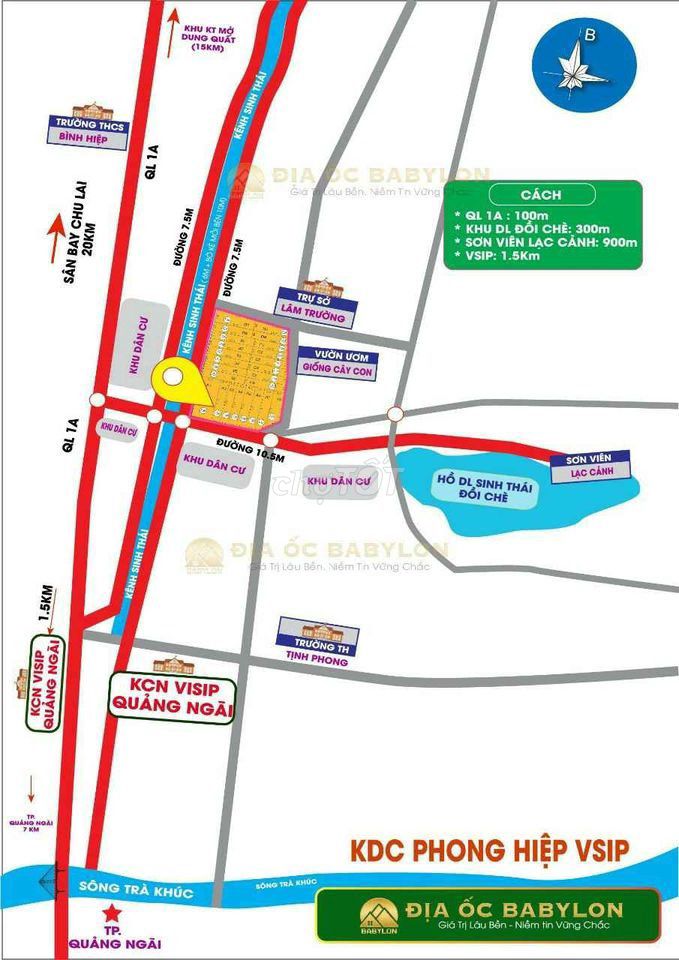 KHU KT MỞ
DUNG QUẤT
(15KM)
B
KÊNH SINH THÁI
TRƯỜNG THCS
BÌNH HIỆP
QL 1A
ĐỊA ỐC BABYLON
Giá Trị Lâu Bền, Niềm Tin Vững Chắc
CÁCH
* QL 1A : 100m
* KHU DL ĐỒI CHÈ: 300m
* SƠN VIÊN LẠC CẢNH: 900m
* VSIP: 1.5Km
SÂN BAY CHU LAI
20KM
ĐƯỜNG 7.5M
KÊNH SINH THÁI (6M + BỜ KÈ MỖI BÊN 10M)
ĐƯỜNG 7.5M
TRỤ SỞ
LÂM TRƯỜNG
KHU DÂN CƯ
VƯỜN ƯƠM
GIỐNG CÂY CON
QL 1A
KHU DÂN CƯ
ĐƯỜNG 10.5M
KHU DÂN CƯ
KHU DÂN CƯ
chợTỐT
SƠN VIÊN
LẠC CẢNH
HỒ DL SINH THÁI
ĐỒI CHÈ
KÊNH SINH THÁI
ĐỊA ỐC BABYLON
Giá Trị Lâu Bền, Niềm Tin Vững Chắc
1.5KM
TRƯỜNG TH
TỊNH PHONG
KCN VISIP
QUẢNG NGÃI
KCN VISIP
QUẢNG NGÃI
TP.
QUẢNG NGÃI
7 KM
KDC PHONG HIỆP VSIP
SÔNG TRÀ KHÚC
SÔNG TRÀ KHÚC
TP.
QUẢNG NGÃI
BABYLON
ĐỊA ỐC BABYLON
Giá Trị Lâu Bền - Niềm tin Vững Chắc